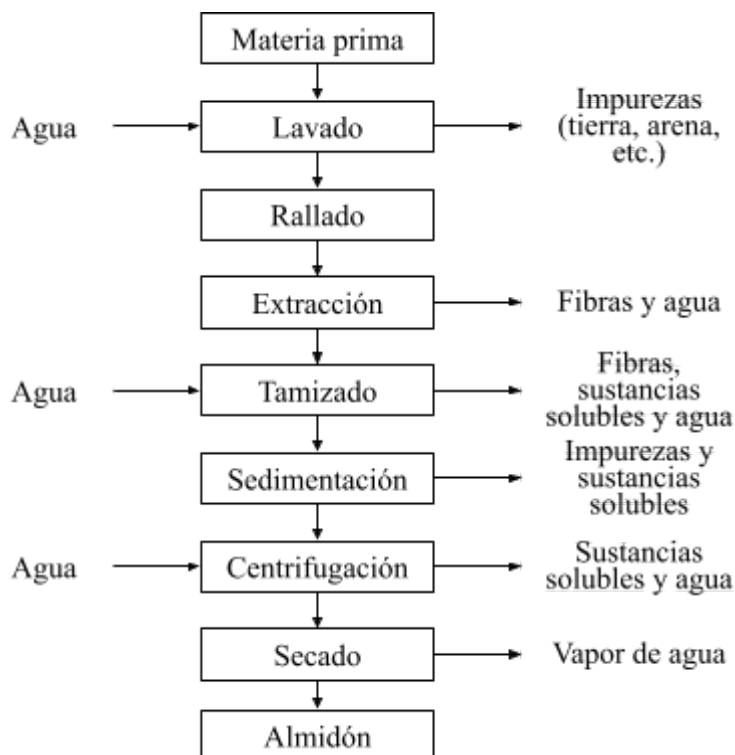 Materia prima
Agua
Lavado
Impurezas
(tierra, arena,
etc.)
Rallado
Extracción
Fibras y agua
Agua
Tamizado
Fibras,
sustancias
solubles y agua
Sedimentación
Impurezas y
sustancias
solubles
Agua
Centrifugación
Sustancias
solubles y agua
Secado
Vapor de agua
Almidón